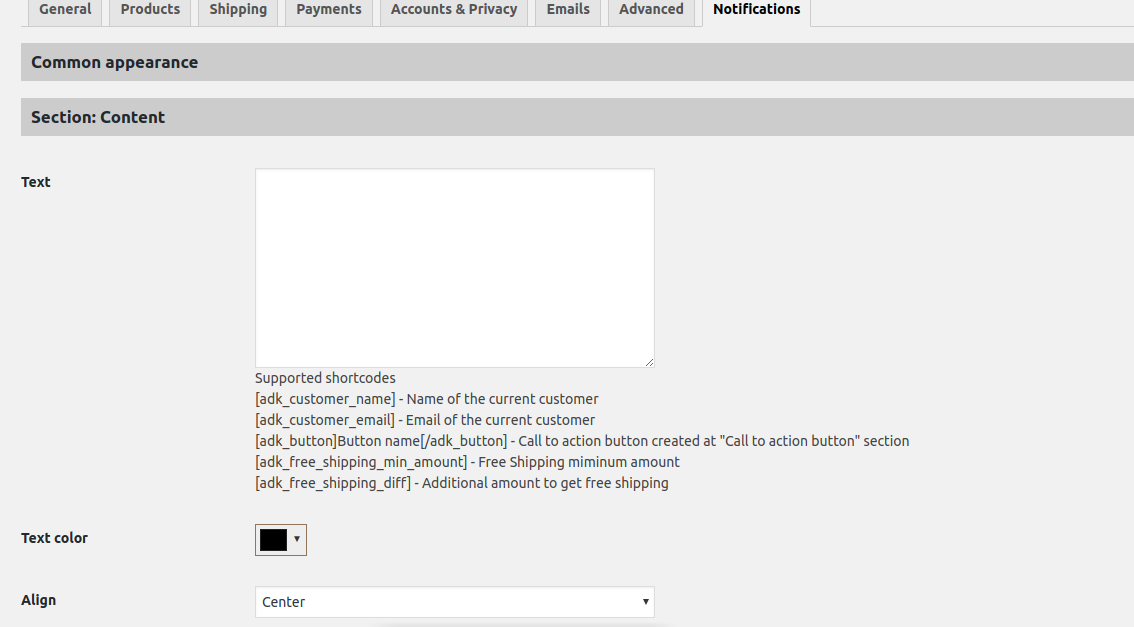 General Products Shipping Payments Accounts & Privacy Emails Advanced Notifications
Common appearance
Section: Content
Text
Supported shortcodes
[adk_customer_name] - Name of the current customer
[adk_customer_email] - Email of the current customer
[adk_button]Button name[/adk_button] - Call to action button created at "Call to action button" section
[adk_free_shipping_min_amount] - Free Shipping miminum amount
[adk_free_shipping_diff] - Additional amount to get free shipping
Text color
Align Center